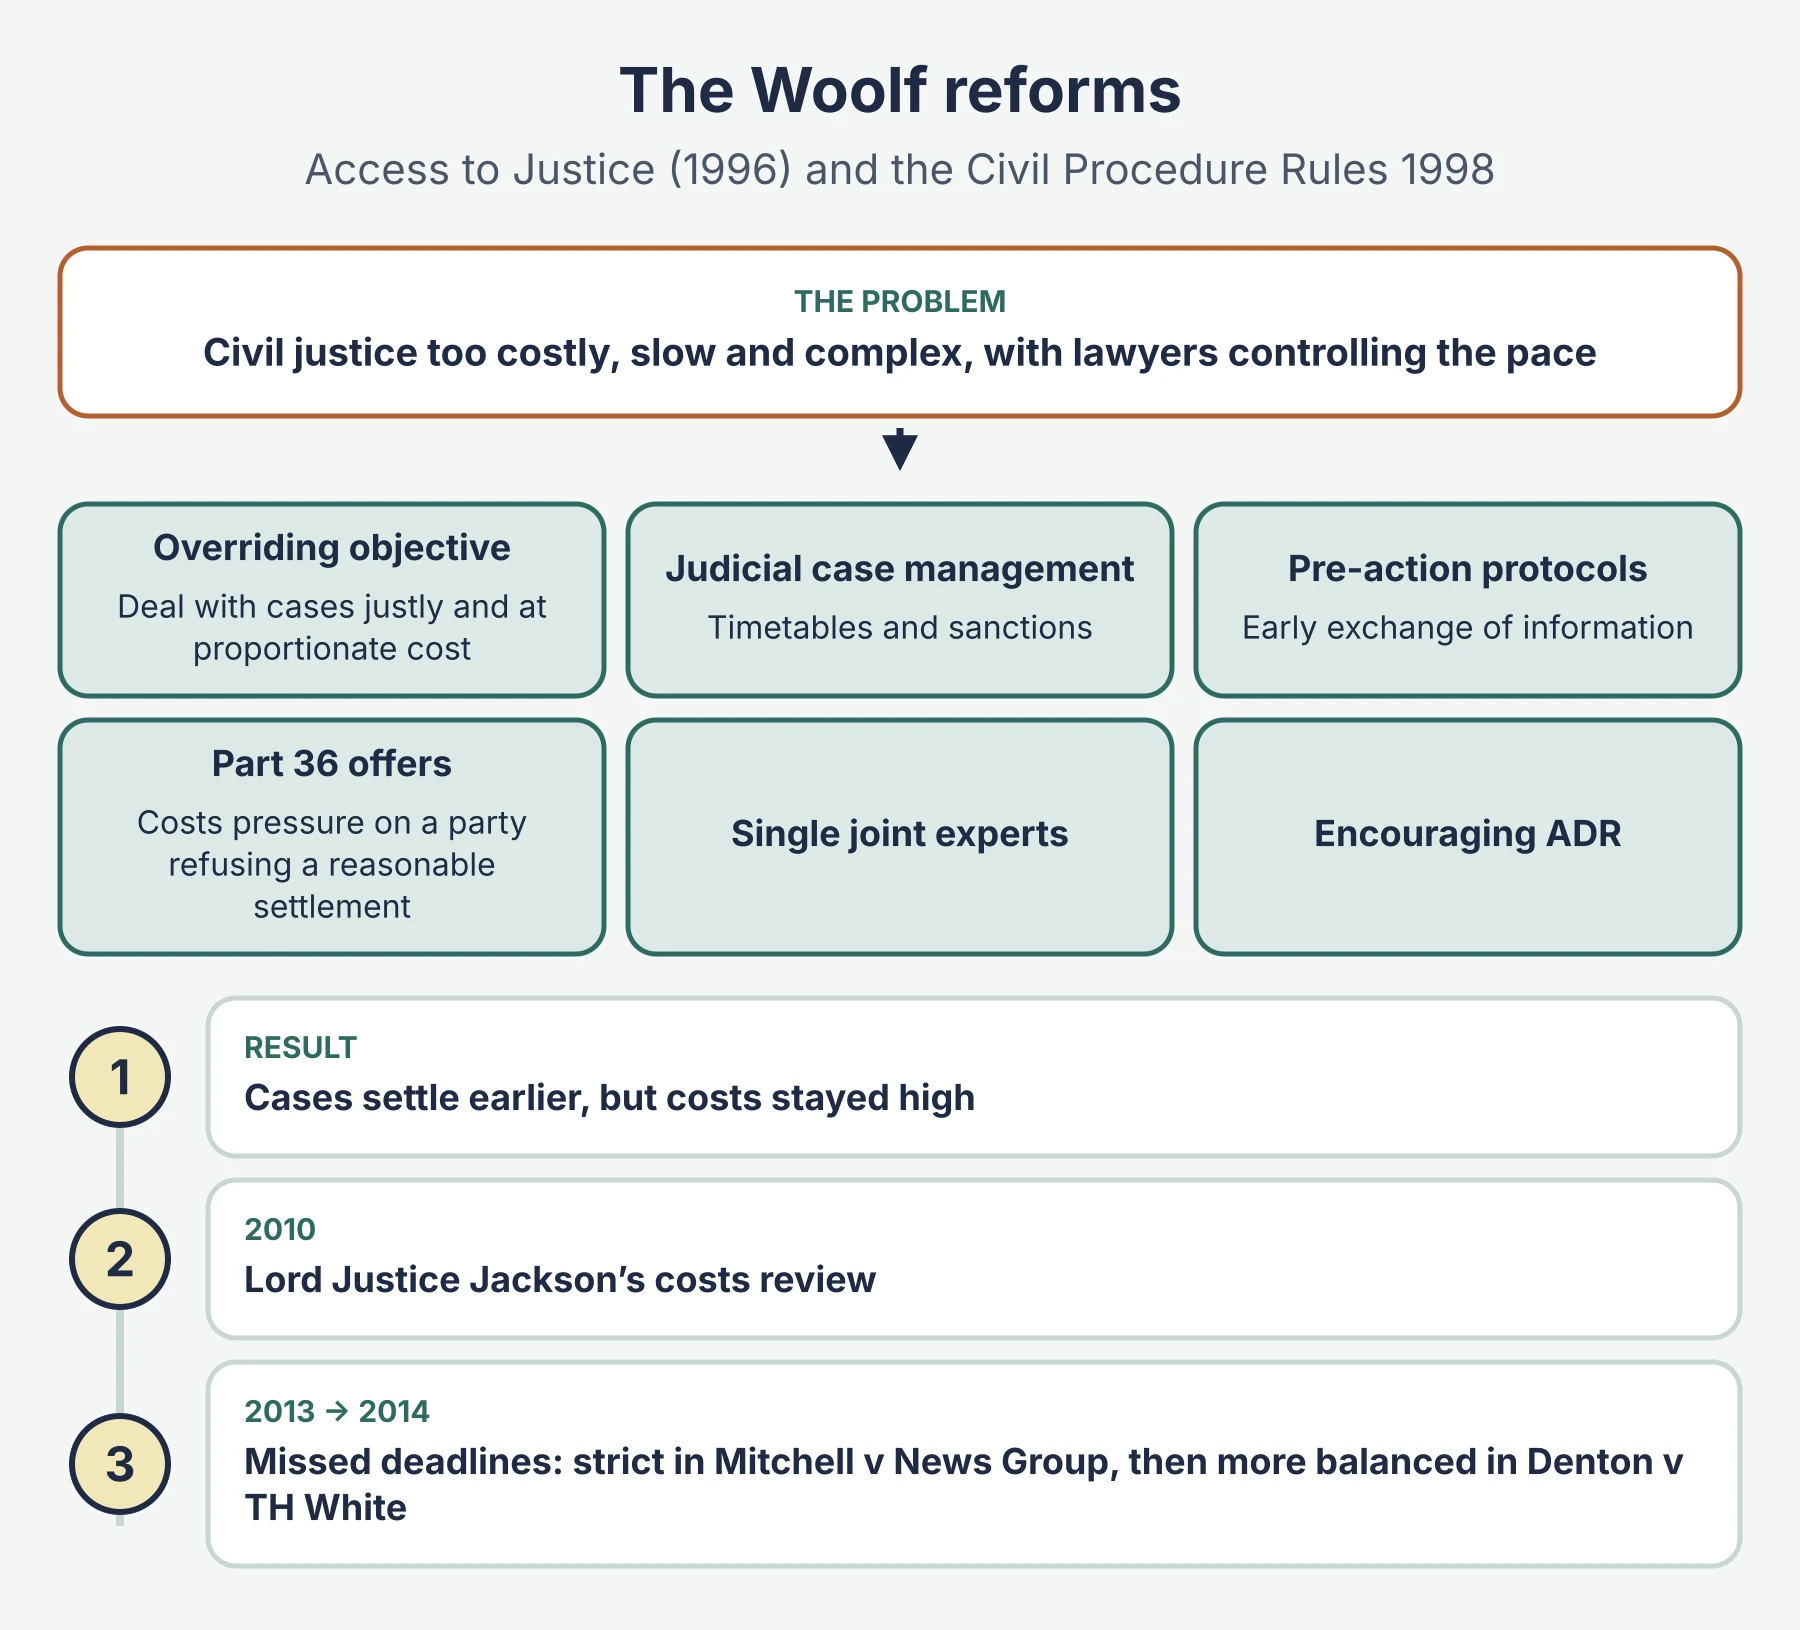 The Woolf reforms
Access to Justice (1996) and the Civil Procedure Rules 1998
THE PROBLEM
Civil justice too costly, slow and complex, with lawyers controlling the pace
Overriding objective
Deal with cases justly and at
proportionate cost
Judicial case management
Timetables and sanctions
Pre-action protocols
Early exchange of information
Part 36 offers
Costs pressure on a party
refusing a reasonable
settlement
Single joint experts
Encouraging ADR
1
RESULT
Cases settle earlier, but costs stayed high
2
2010
Lord Justice Jackson’s costs review
3
2013 → 2014
Missed deadlines: strict in Mitchell v News Group, then more balanced in Denton v
TH White